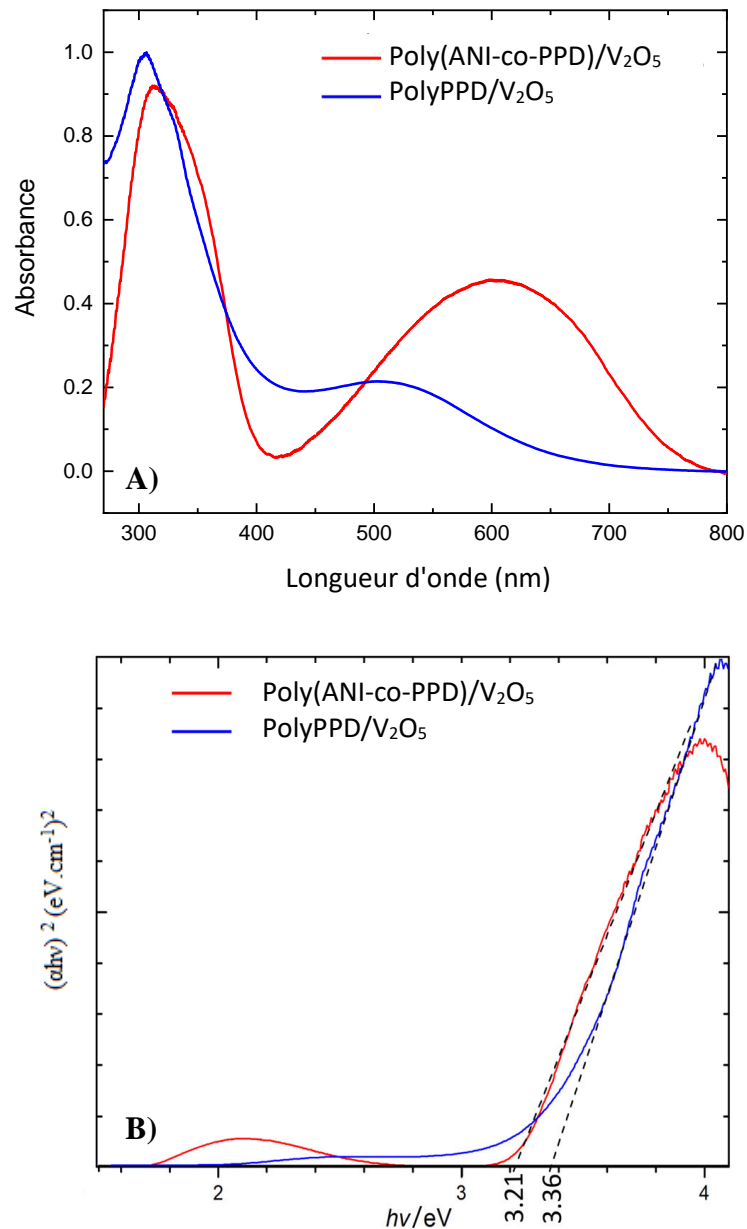 Poly(ANI-co-PPD)/V₂O₅
PolyPPD/V₂O₅
1.0
0.8
0.6
0.4
0.2
0.0
Absorbance
A)
300 400 500 600 700 800
Longueur d'onde (nm)
Poly(ANI-co-PPD)/V₂O₅
PolyPPD/V₂O₅
(αhν)² (eV.cm⁻¹)²
B)
2 3 4
3.21 3.36
hν/eV